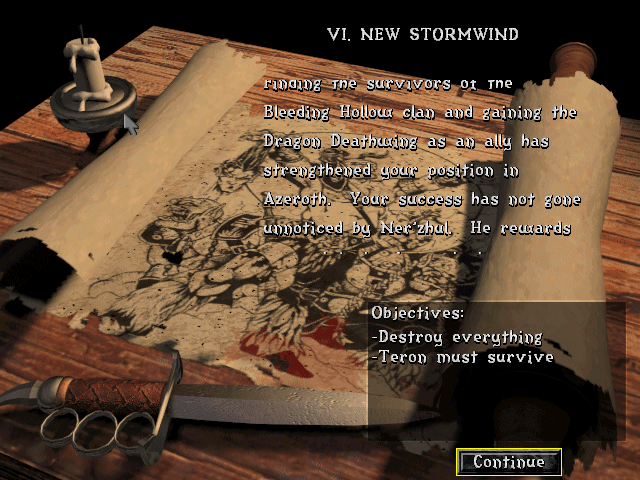 VI. NEW STORMWIND
Finding the survivors of the
Bleeding Hollow clan and gaining the
Dragon Deathwing as an ally has
strengthened your position in
Azeroth. Your success has not gone
unnoticed by Ner'zhul. He rewards
Objectives:
-Destroy everything
-Teron must survive
Continue